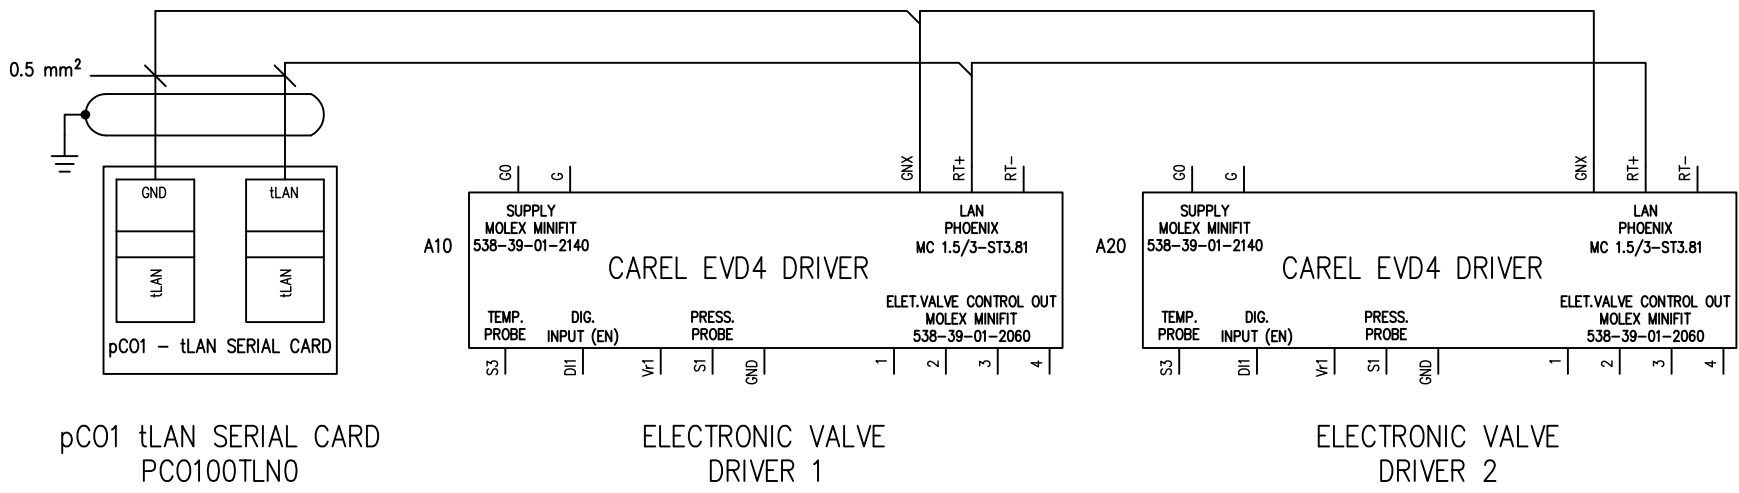 0.5 mm²
GND
tLAN
tLAN
tLAN
pCO1 – tLAN SERIAL CARD
pCO1 tLAN SERIAL CARD
PCO100TLN0
A10
G0
G
GNX
RT+
RT-
SUPPLY
MOLEX MINIFIT
538-39-01-2140
LAN
PHOENIX
MC 1.5/3-ST3.81
CAREL EVD4 DRIVER
TEMP.
PROBE
DIG.
INPUT (EN)
PRESS.
PROBE
ELET.VALVE CONTROL OUT
MOLEX MINIFIT
538-39-01-2060
S3
DI1
Vr1
S1
GND
1
2
3
4
ELECTRONIC VALVE
DRIVER 1
A20
G0
G
GNX
RT+
RT-
SUPPLY
MOLEX MINIFIT
538-39-01-2140
LAN
PHOENIX
MC 1.5/3-ST3.81
CAREL EVD4 DRIVER
TEMP.
PROBE
DIG.
INPUT (EN)
PRESS.
PROBE
ELET.VALVE CONTROL OUT
MOLEX MINIFIT
538-39-01-2060
S3
DI1
Vr1
S1
GND
1
2
3
4
ELECTRONIC VALVE
DRIVER 2